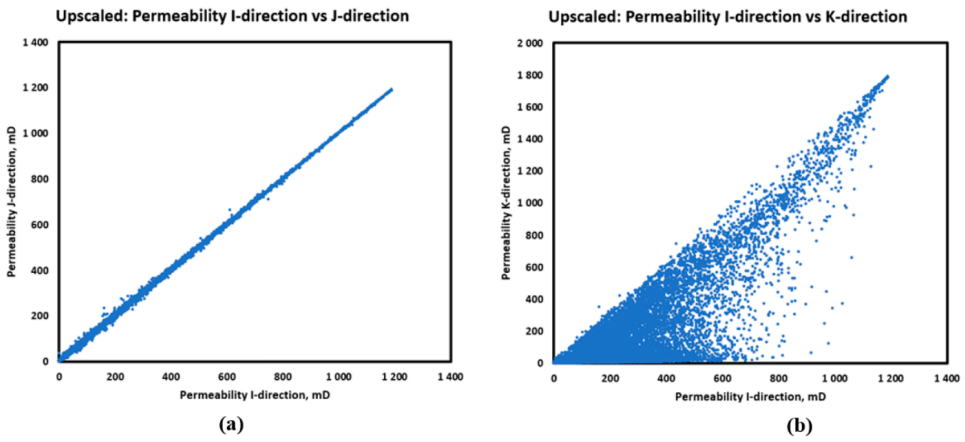 Upscaled: Permeability I-direction vs J-direction
1 400
1 200
1 000
800
600
400
200
0
Permeability J-direction, mD
0 200 400 600 800 1 000 1 200 1 400
Permeability I-direction, mD
(a)
Upscaled: Permeability I-direction vs K-direction
2 000
1 800
1 600
1 400
1 200
1 000
800
600
400
200
0
Permeability K-direction, mD
0 200 400 600 800 1 000 1 200 1 400
Permeability I-direction, mD
(b)